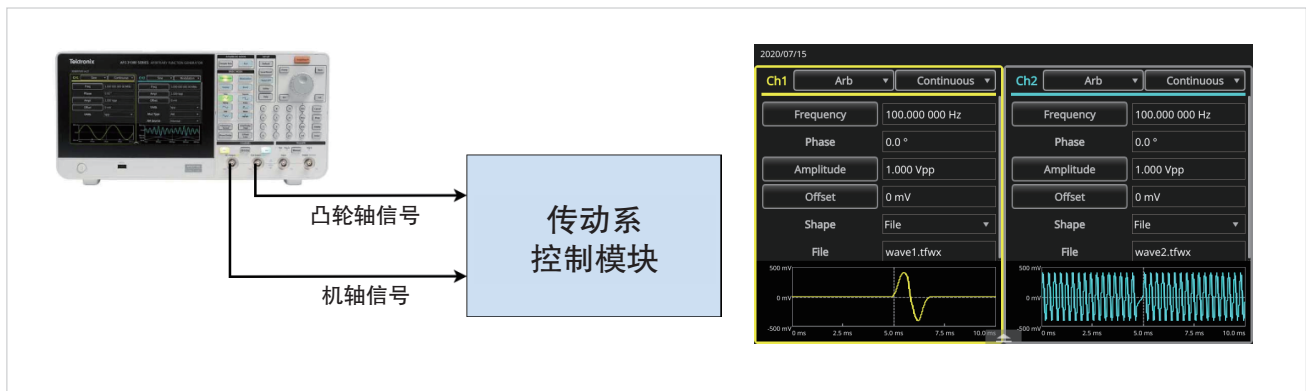 Tektronix
凸轮轴信号
机轴信号
传动系
控制模块
2020/07/15
Ch1 Arb Continuous
Frequency 100.000 000 Hz
Phase 0.0 °
Amplitude 1.000 Vpp
Offset 0 mV
Shape File
File wave1.tfwx
500 mV
0 mV
-500 mV
0 ms 2.5 ms 5.0 ms 7.5 ms 10.0 ms
Ch2 Arb Continuous
Frequency 100.000 000 Hz
Phase 0.0 °
Amplitude 1.000 Vpp
Offset 0 mV
Shape File
File wave2.tfwx
500 mV
0 mV
-500 mV
0 ms 2.5 ms 5.0 ms 7.5 ms 10.0 ms